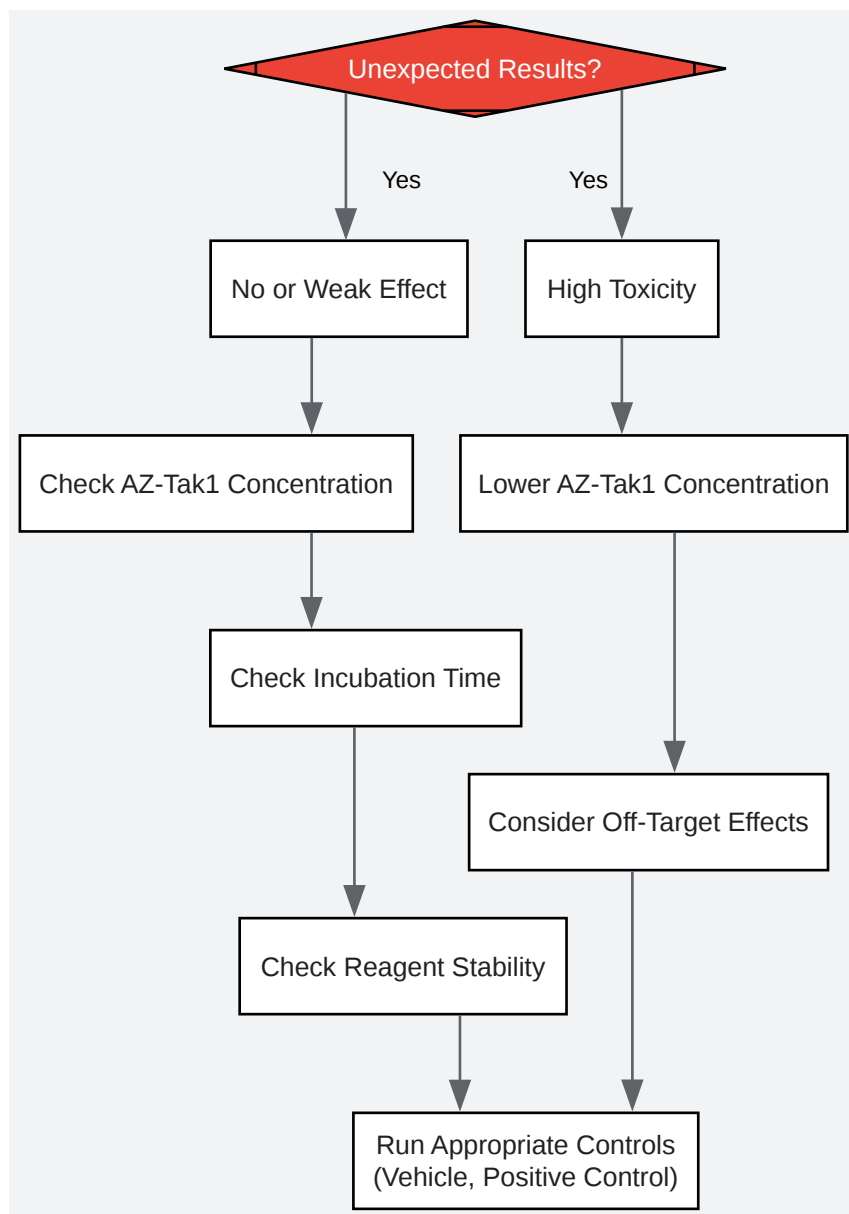 Unexpected Results?
Yes
Yes
No or Weak Effect
High Toxicity
Check AZ-Tak1 Concentration
Lower AZ-Tak1 Concentration
Check Incubation Time
Consider Off-Target Effects
Check Reagent Stability
Run Appropriate Controls
(Vehicle, Positive Control)